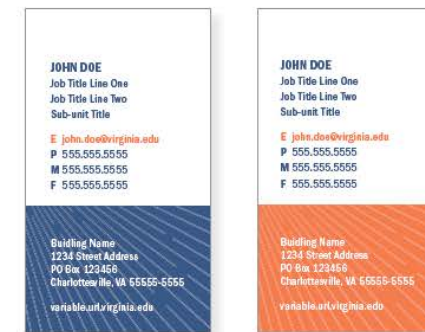 JOHN DOE
Job Title Line One
Job Title Line Two
Sub-unit Title
E john.doe@virginia.edu
P 555.555.5555
M 555.555.5555
F 555.555.5555
Buidling Name
1234 Street Address
PO Box 123456
Charlottesville, VA 55555-5555
variable.url.virginia.edu
JOHN DOE
Job Title Line One
Job Title Line Two
Sub-unit Title
E john.doe@virginia.edu
P 555.555.5555
M 555.555.5555
F 555.555.5555
Buidling Name
1234 Street Address
PO Box 123456
Charlottesville, VA 55555-5555
variable.url.virginia.edu